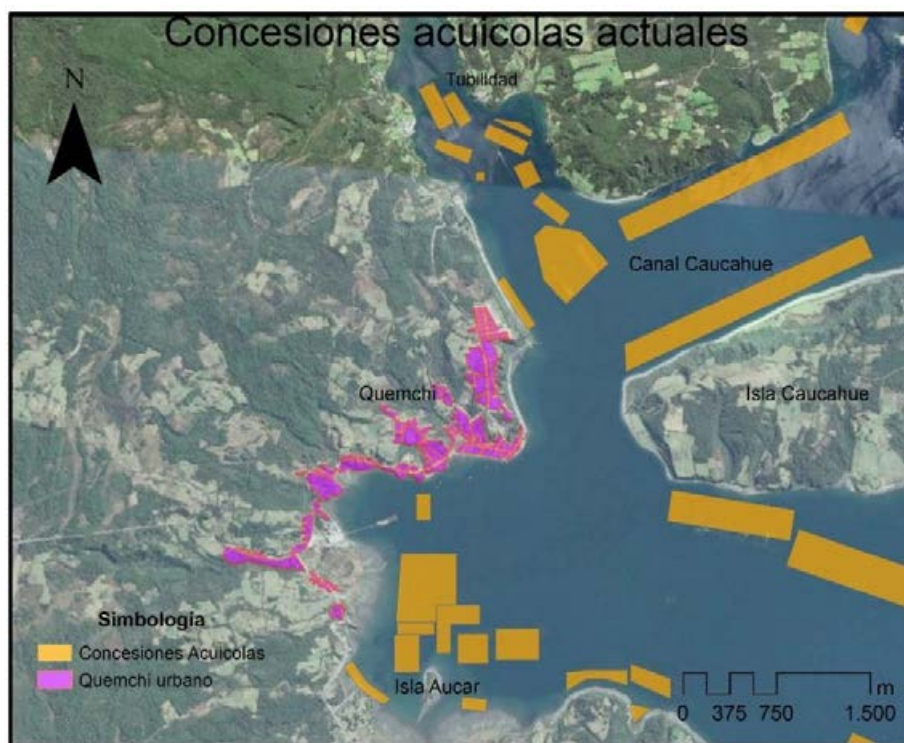 Concesiones acuicolas actuales
N
Tubilidad
Canal Caucahue
Quemchi
Isla Caucahue
Simbología
Concesiones Acuicolas
Quemchi urbano
Isla Aucar
m
0 375 750 1.500